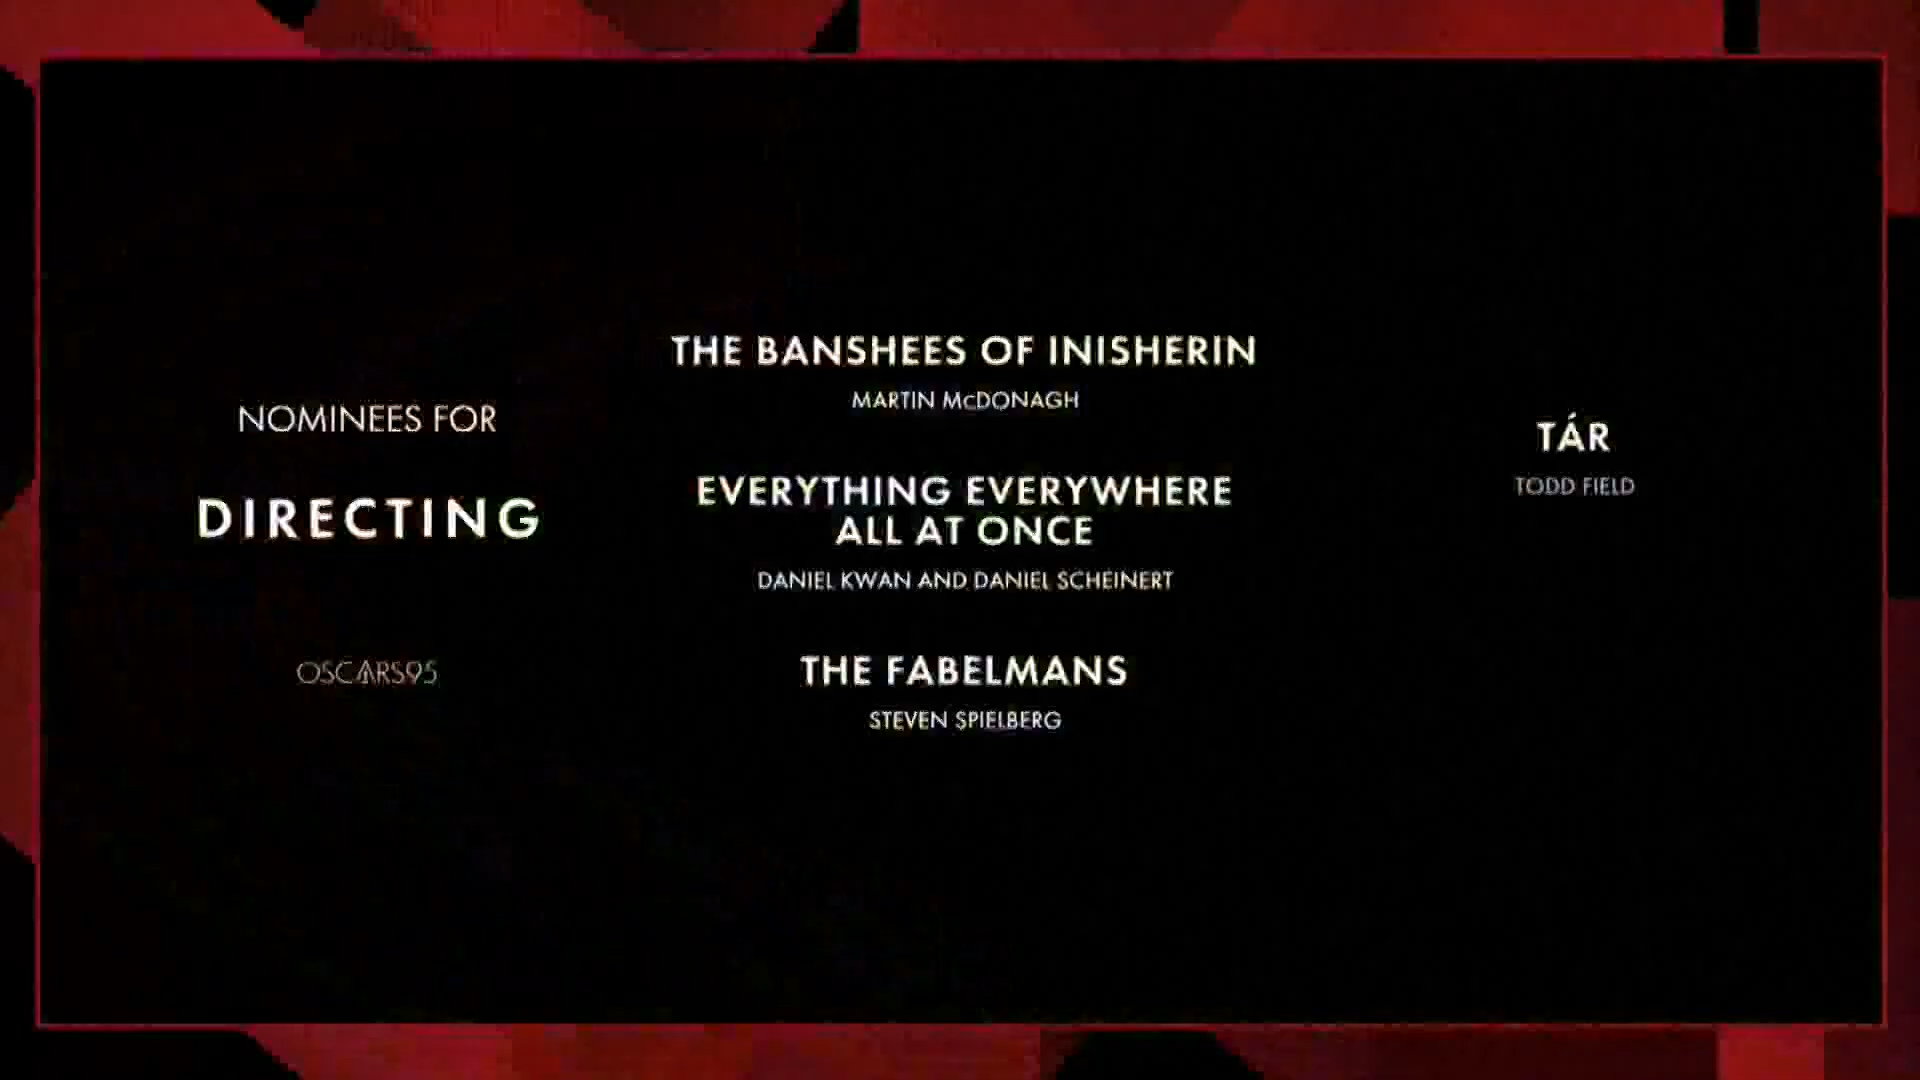 NOMINEES FOR
DIRECTING
OSCARS95
THE BANSHEES OF INISHERIN
MARTIN McDONAGH
EVERYTHING EVERYWHERE
ALL AT ONCE
DANIEL KWAN AND DANIEL SCHEINERT
THE FABELMANS
STEVEN SPIELBERG
TÁR
TODD FIELD